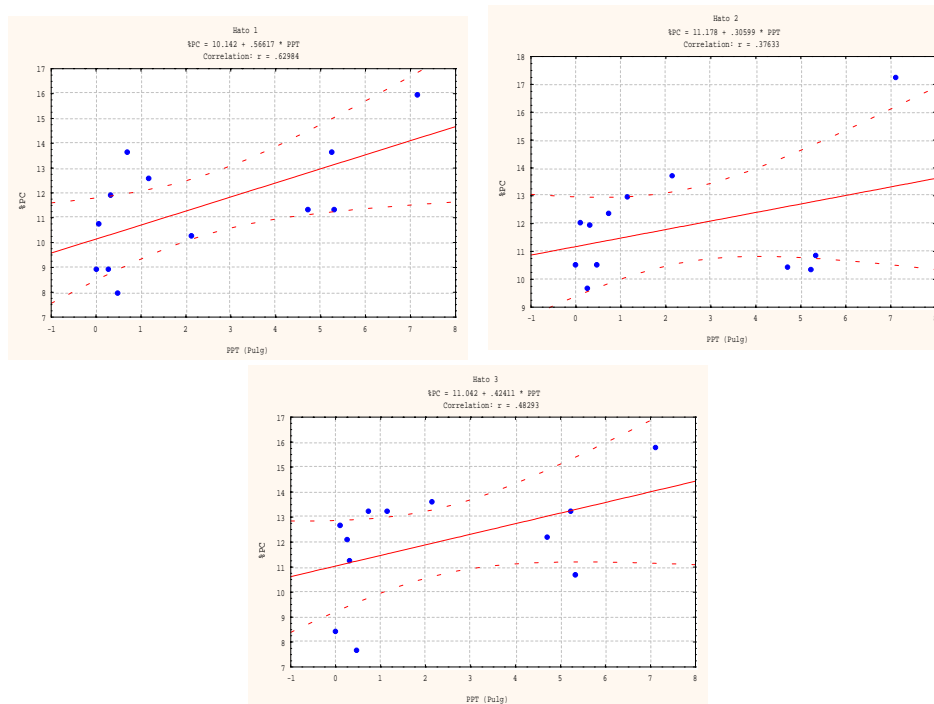 Hato 1
%PC = 10.142 + .56617 * PPT
Correlation: r = .62984
17
16
15
14
13
12
11
10
9
8
7
%PC
-1 0 1 2 3 4 5 6 7 8
PPT (Pulg)
Hato 2
%PC = 11.178 + .30599 * PPT
Correlation: r = .37633
18
17
16
15
14
13
12
11
10
9
%PC
-1 0 1 2 3 4 5 6 7
PPT (Pulg)
Hato 3
%PC = 11.042 + .42411 * PPT
Correlation: r = .48293
17
16
15
14
13
12
11
10
9
8
7
%PC
-1 0 1 2 3 4 5 6 7 8
PPT (Pulg)